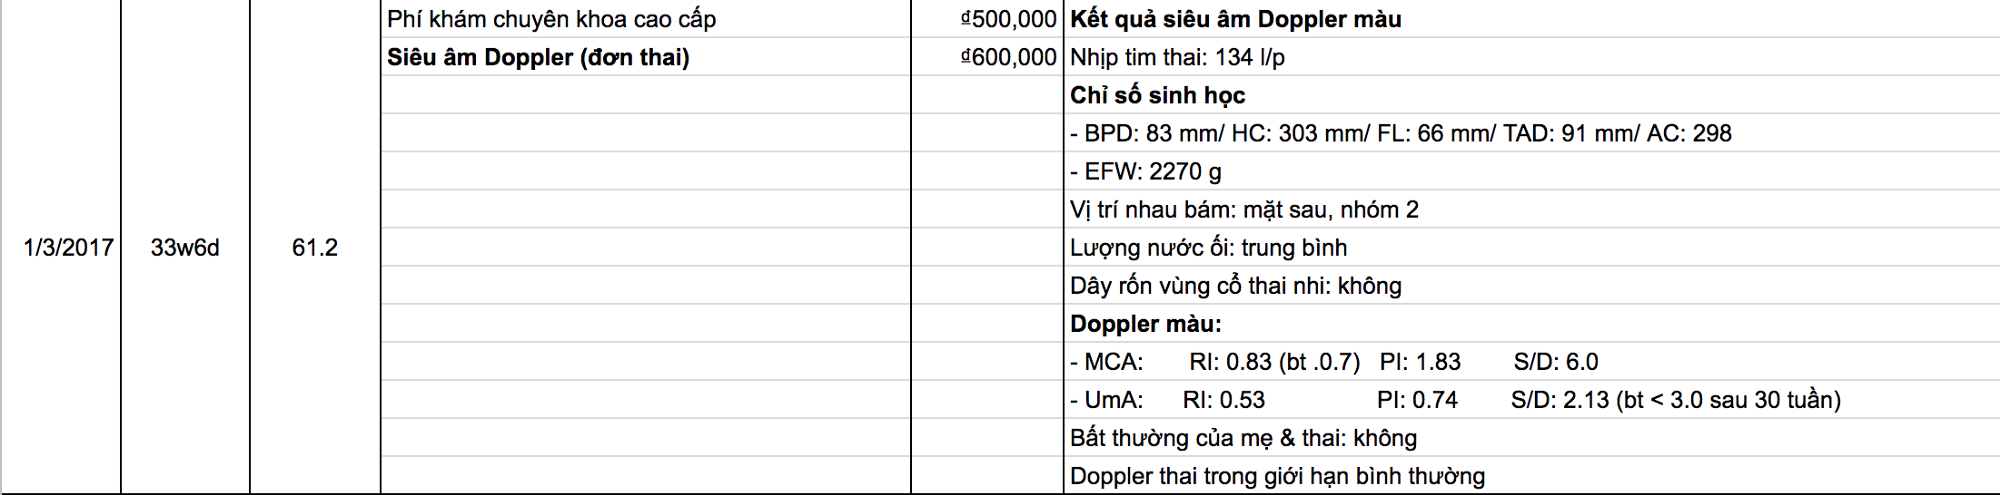 Phí khám chuyên khoa cao cấp ₫500,000 Kết quả siêu âm Doppler màu
Siêu âm Doppler (đơn thai) ₫600,000 Nhịp tim thai: 134 l/p
Chỉ số sinh học
- BPD: 83 mm/ HC: 303 mm/ FL: 66 mm/ TAD: 91 mm/ AC: 298
- EFW: 2270 g
Vị trí nhau bám: mặt sau, nhóm 2
1/3/2017 33w6d 61.2 Lượng nước ối: trung bình
Dây rốn vùng cổ thai nhi: không
Doppler màu:
- MCA: RI: 0.83 (bt .0.7) PI: 1.83 S/D: 6.0
- UmA: RI: 0.53 PI: 0.74 S/D: 2.13 (bt < 3.0 sau 30 tuần)
Bất thường của mẹ & thai: không
Doppler thai trong giới hạn bình thường